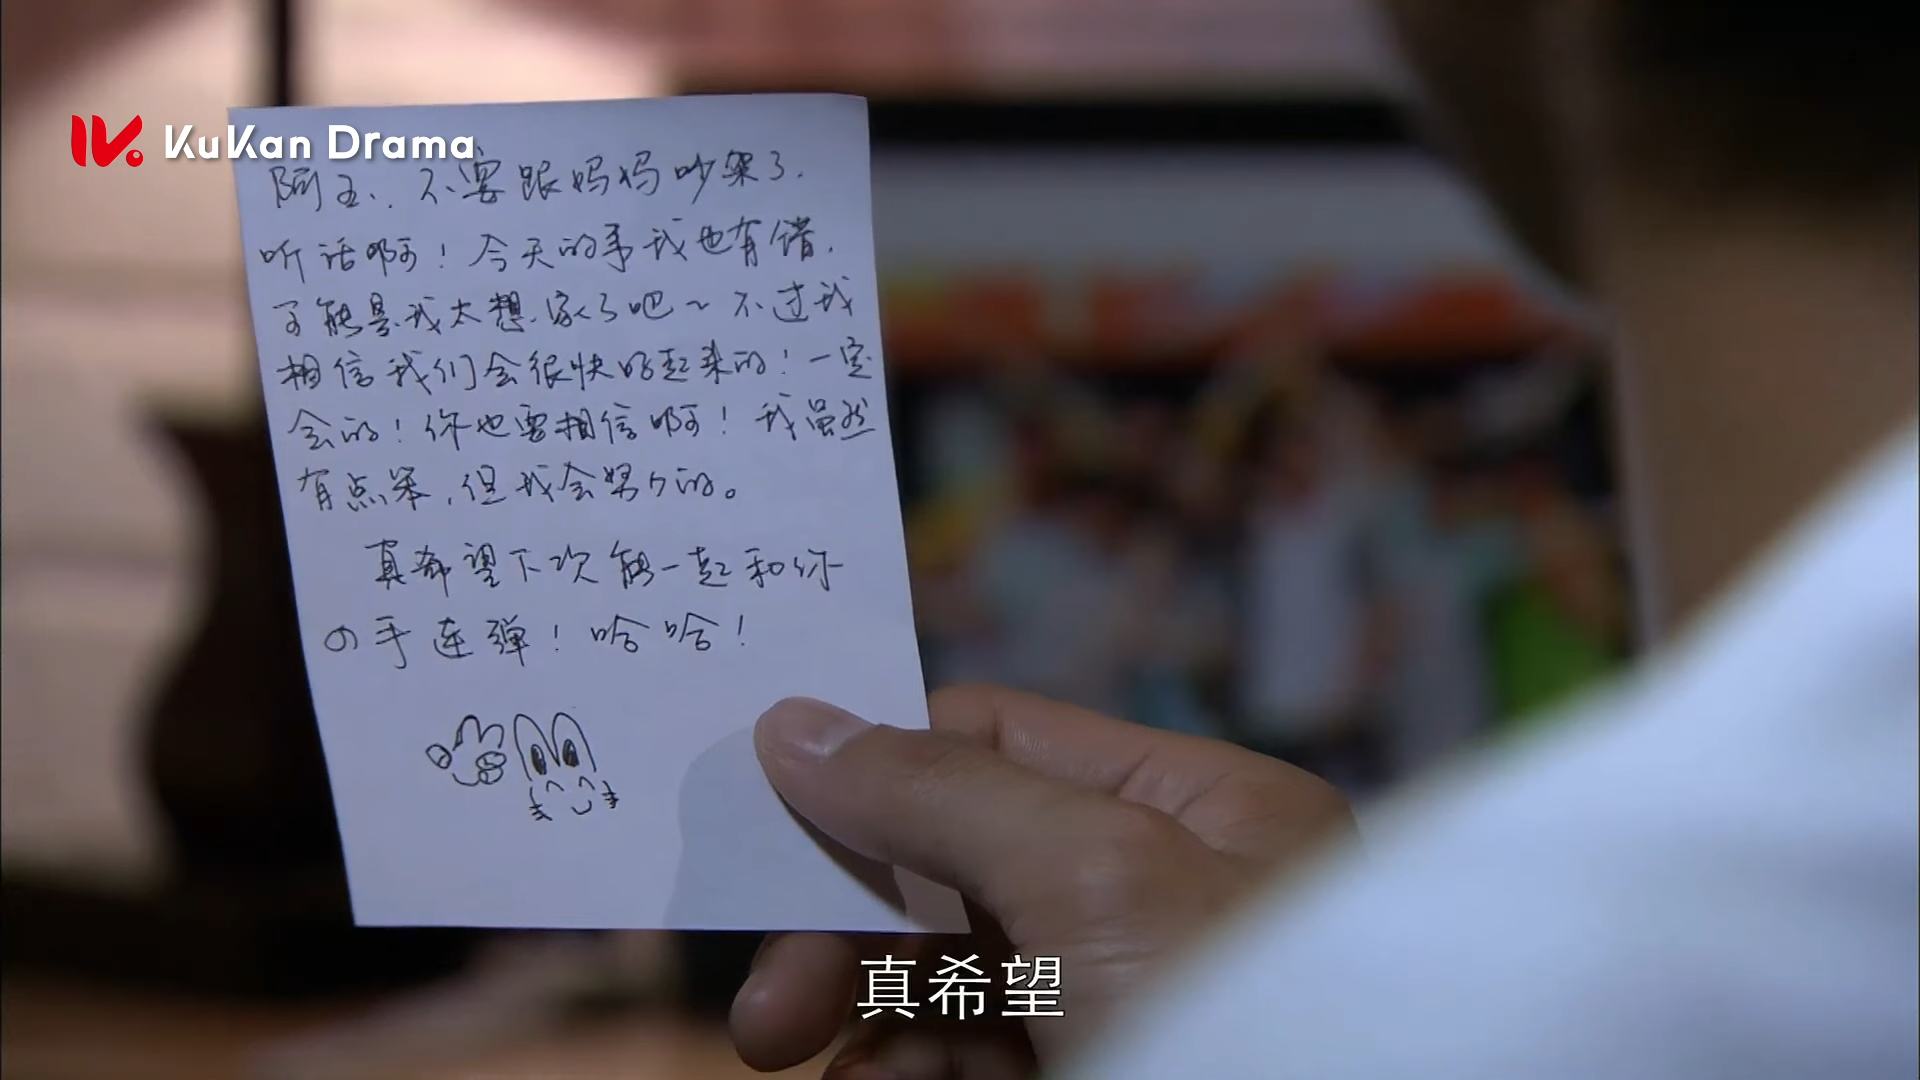 KuKan Drama
阿玉.. 不要跟妈妈吵架了.
听话啊! 今天的事我也有错.
可能是我太想家了吧~ 不过我
相信我们会很快好起来的! 一定
会的! 你也要相信啊! 我虽然
有点笨, 但我会努力的。
真希望下次能一起和你
四手连弹! 哈哈!
真希望